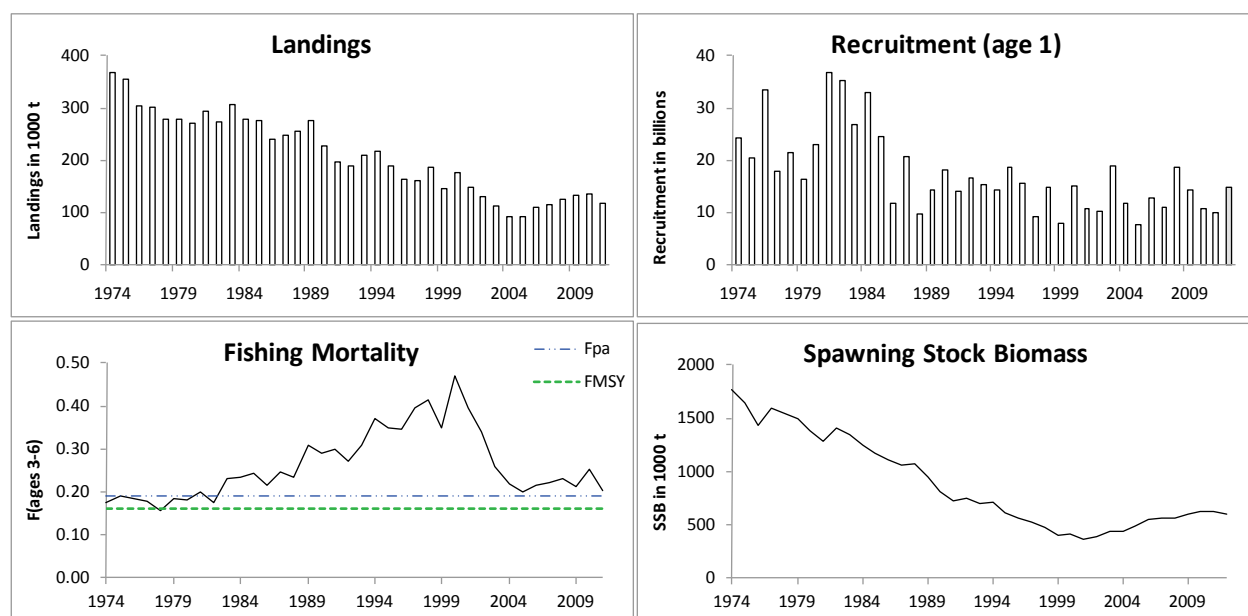 Landings
Landings in 1000 t
400
300
200
100
0
1974 1979 1984 1989 1994 1999 2004 2009
Recruitment (age 1)
Recruitment in billions
40
30
20
10
0
1974 1979 1984 1989 1994 1999 2004 2009
Fishing Mortality
Fpa
FMSY
F(ages 3-6)
0.50
0.40
0.30
0.20
0.10
0.00
1974 1979 1984 1989 1994 1999 2004 2009
Spawning Stock Biomass
SSB in 1000 t
2000
1500
1000
500
0
1974 1979 1984 1989 1994 1999 2004 2009